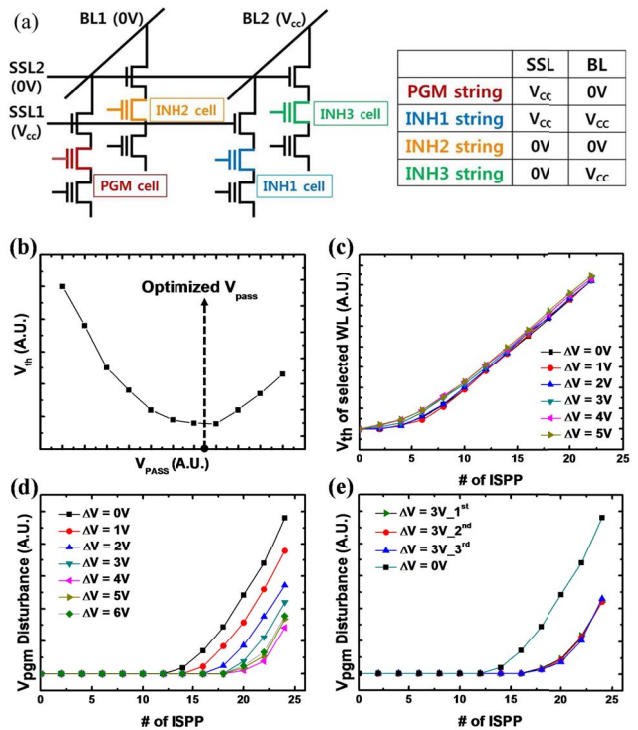 (a)
BL1 (0V)
BL2 (Vcc)
SSL2
(0V)
SSL1
(Vcc)
INH2 cell
INH3 cell
PGM cell
INH1 cell
SSL BL
PGM string Vcc 0V
INH1 string Vcc Vcc
INH2 string 0V 0V
INH3 string 0V Vcc
(b)
Optimized Vpass
Vth (A.U.)
VPASS (A.U.)
(c)
Vth of selected WL (A.U.)
ΔV = 0V
ΔV = 1V
ΔV = 2V
ΔV = 3V
ΔV = 4V
ΔV = 5V
0 5 10 15 20 25
# of ISPP
(d)
Vpgm Disturbance (A.U.)
ΔV = 0V
ΔV = 1V
ΔV = 2V
ΔV = 3V
ΔV = 4V
ΔV = 5V
ΔV = 6V
0 5 10 15 20 25
# of ISPP
(e)
Vpgm Disturbance (A.U.)
ΔV = 3V_1st
ΔV = 3V_2nd
ΔV = 3V_3rd
ΔV = 0V
0 5 10 15 20 25
# of ISPP